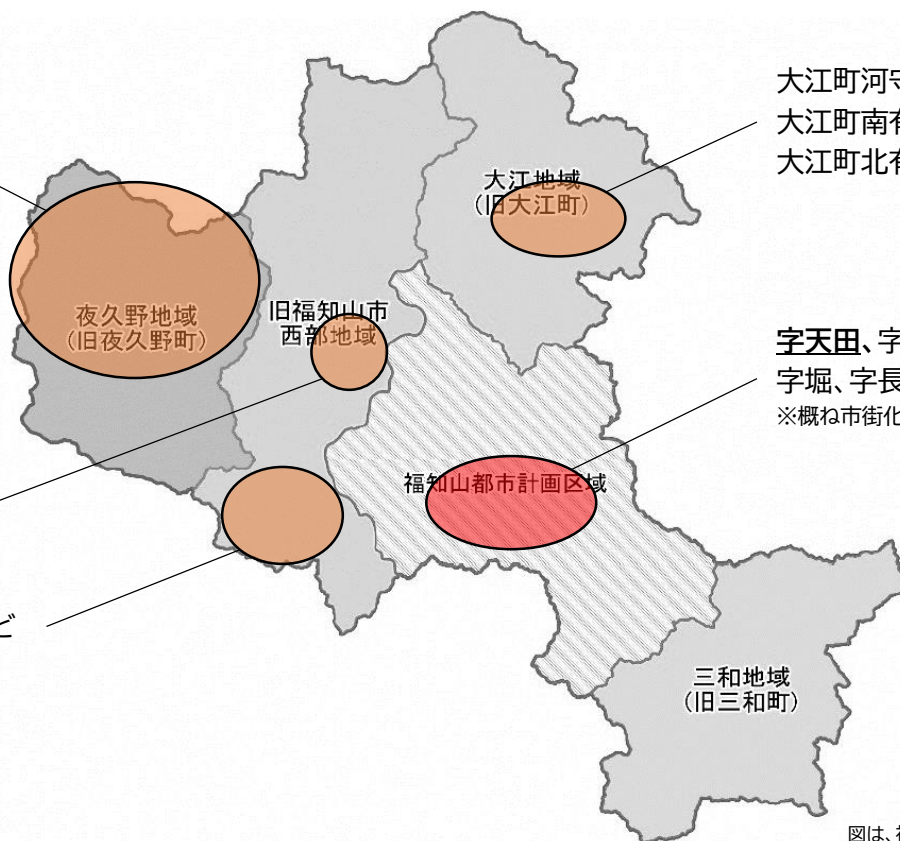 大江町河守
大江町南有
大江町北有
大江地域
(旧大江町)
夜久野地域
(旧夜久野町)
旧福知山市
西部地域
字天田、字
字堀、字長
※概ね市街化
福知山都市計画区域
ど
三和地域
(旧三和町)
図は、福